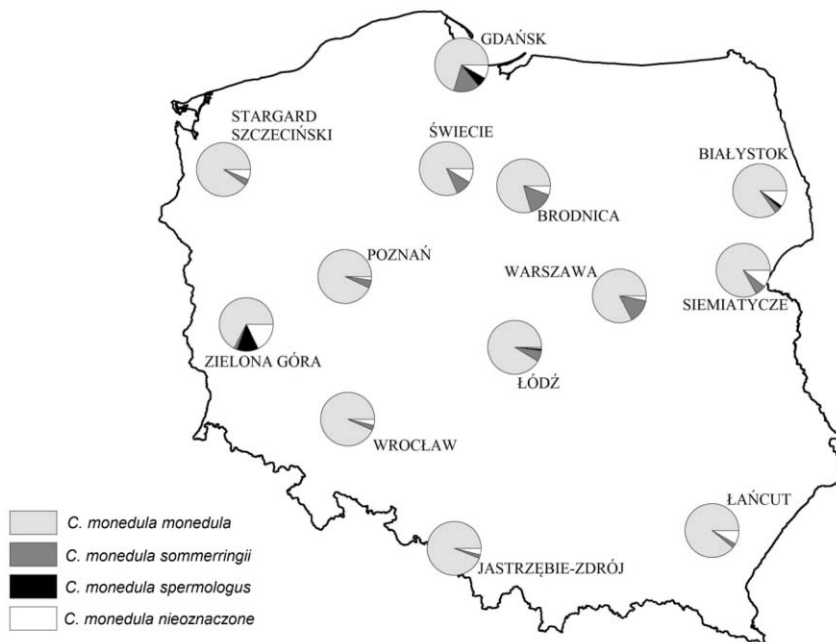 GDAŃSK
STARGARD
SZCZECIŃSKI
ŚWIECIE
BIAŁYSTOK
BRODNICA
POZNAŃ
WARSZAWA
SIEMIATYCZE
ZIELONA GÓRA
ŁÓDŹ
WROCŁAW
ŁAŃCUT
JASTRZĘBIE-ZDRÓJ
C. monedula monedula
C. monedula sommerringii
C. monedula spermologus
C. monedula nieoznaczone